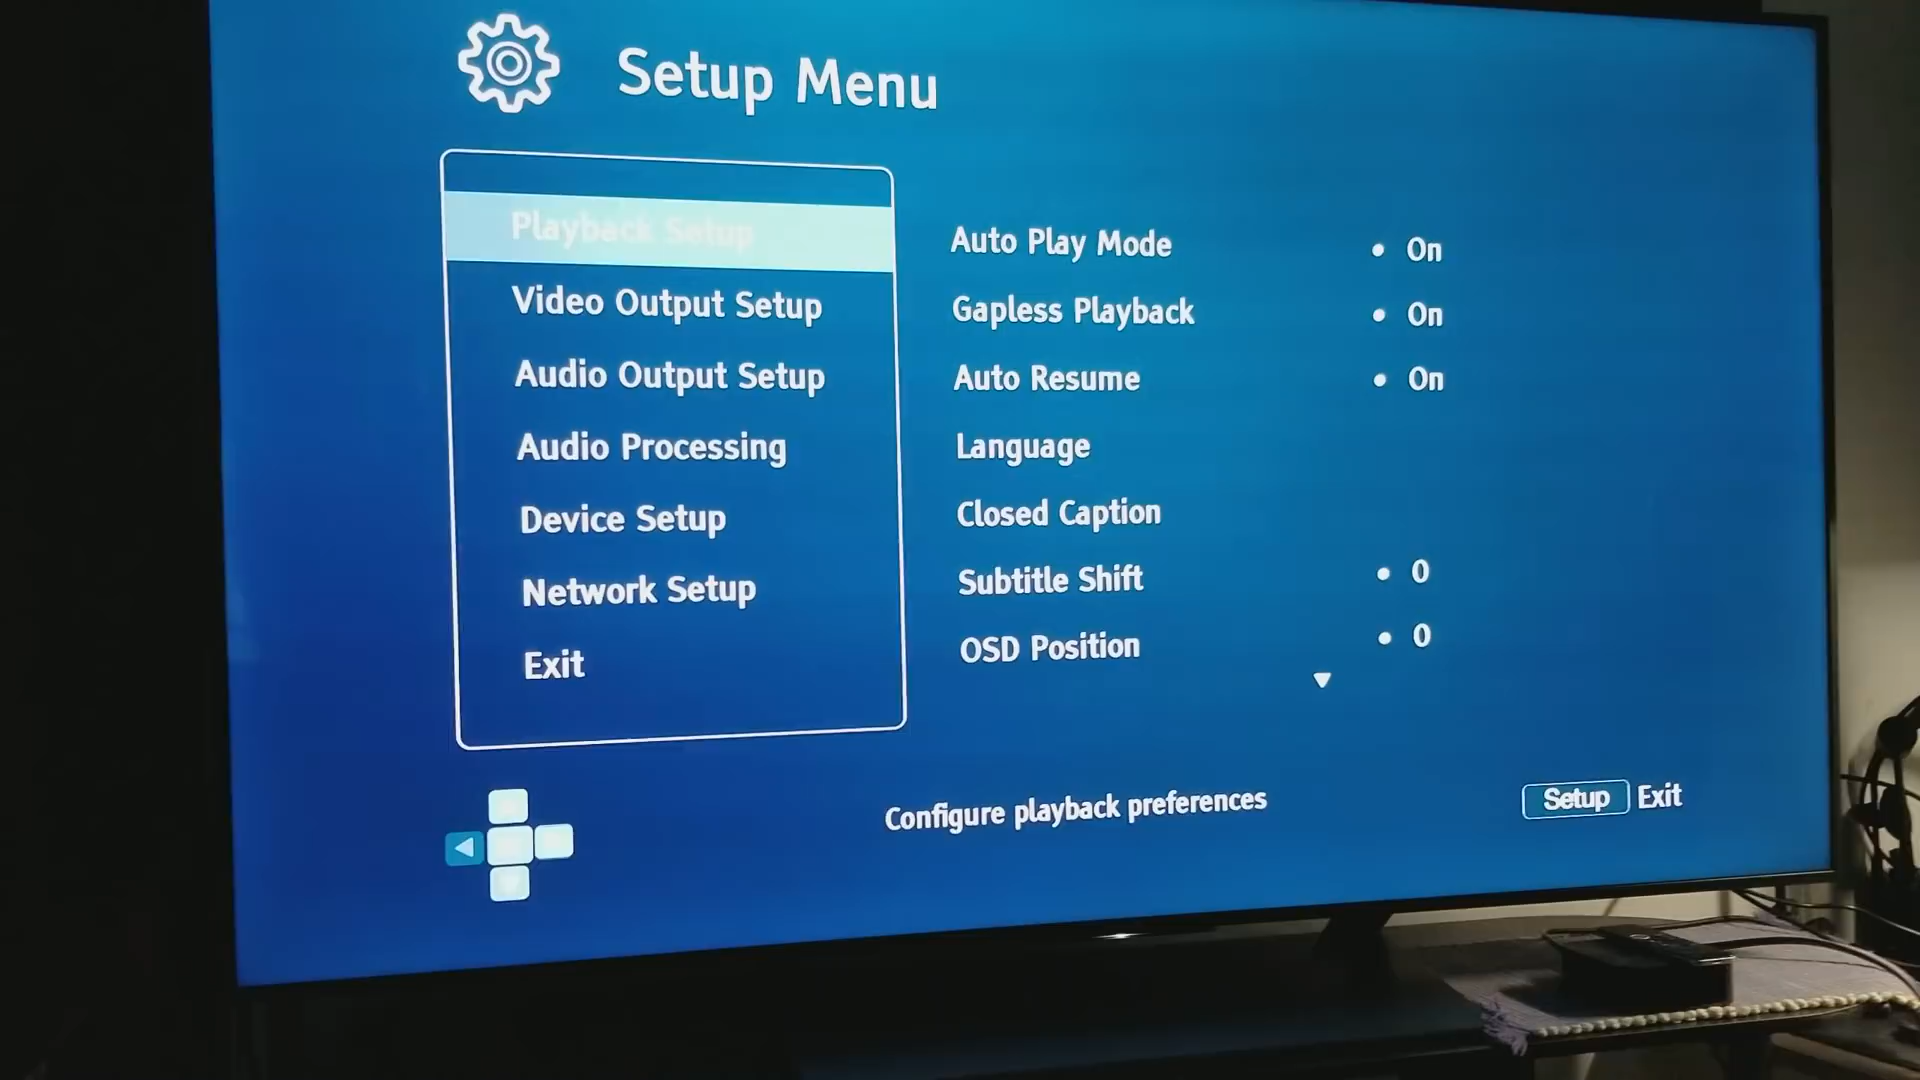 Setup Menu
Playback Setup
Video Output Setup
Audio Output Setup
Audio Processing
Device Setup
Network Setup
Exit
Auto Play Mode • On
Gapless Playback • On
Auto Resume • On
Language
Closed Caption
Subtitle Shift • 0
OSD Position • 0
Configure playback preferences
Setup Exit